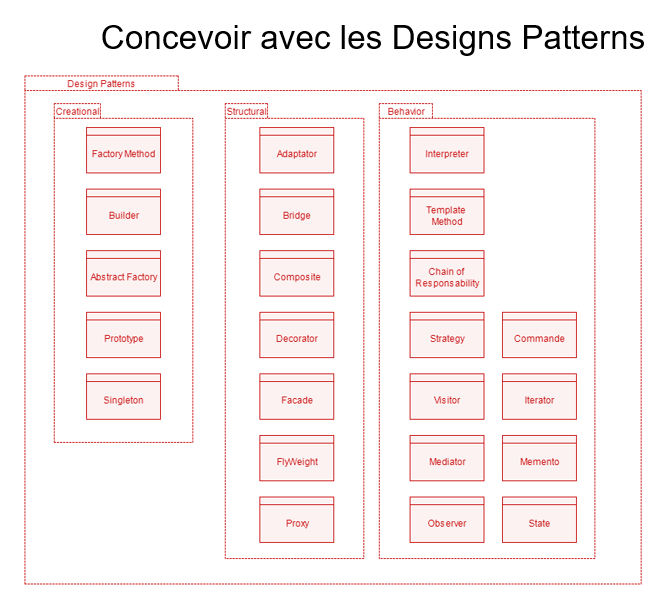 Concevoir avec les Designs Patterns
Design Patterns
Creational
Factory Method
Builder
Abstract Factory
Prototype
Singleton
Structural
Adaptator
Bridge
Composite
Decorator
Facade
FlyWeight
Proxy
Behavior
Interpreter
Template
Method
Chain of
Responsability
Strategy
Commande
Visitor
Iterator
Mediator
Memento
Observer
State